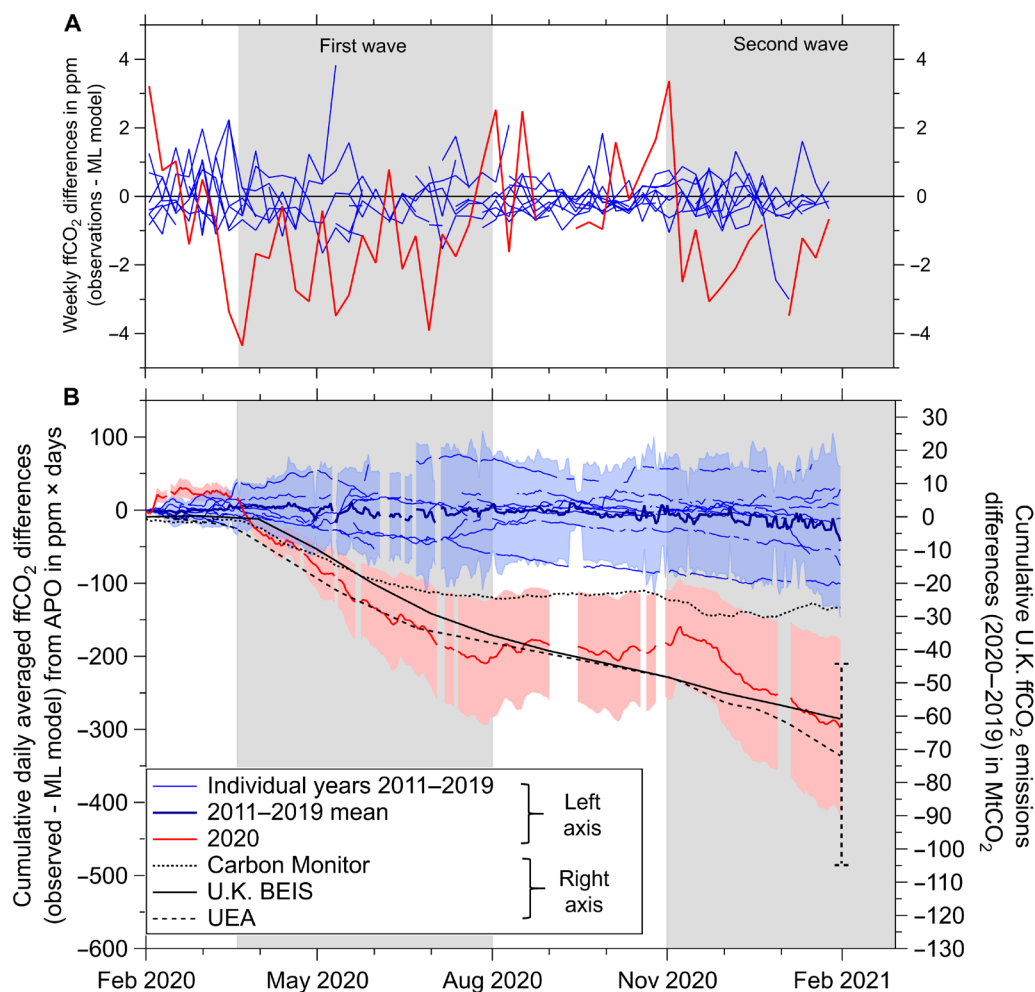 A
First wave
Second wave
Weekly ffCO₂ differences in ppm
(observations - ML model)
4
2
0
−2
−4
4
2
0
−2
−4
B
Cumulative daily averaged ffCO₂ differences
(observed - ML model) from APO in ppm × days
100
0
−100
−200
−300
−400
−500
−600
30
20
10
0
−10
−20
−30
−40
−50
−60
−70
−80
−90
−100
−110
−120
−130
Cumulative U.K. ffCO₂ emissions
differences (2020–2019) in MtCO₂
Individual years 2011–2019
2011–2019 mean
2020
Left
axis
Carbon Monitor
U.K. BEIS
UEA
Right
axis
Feb 2020
May 2020
Aug 2020
Nov 2020
Feb 2021